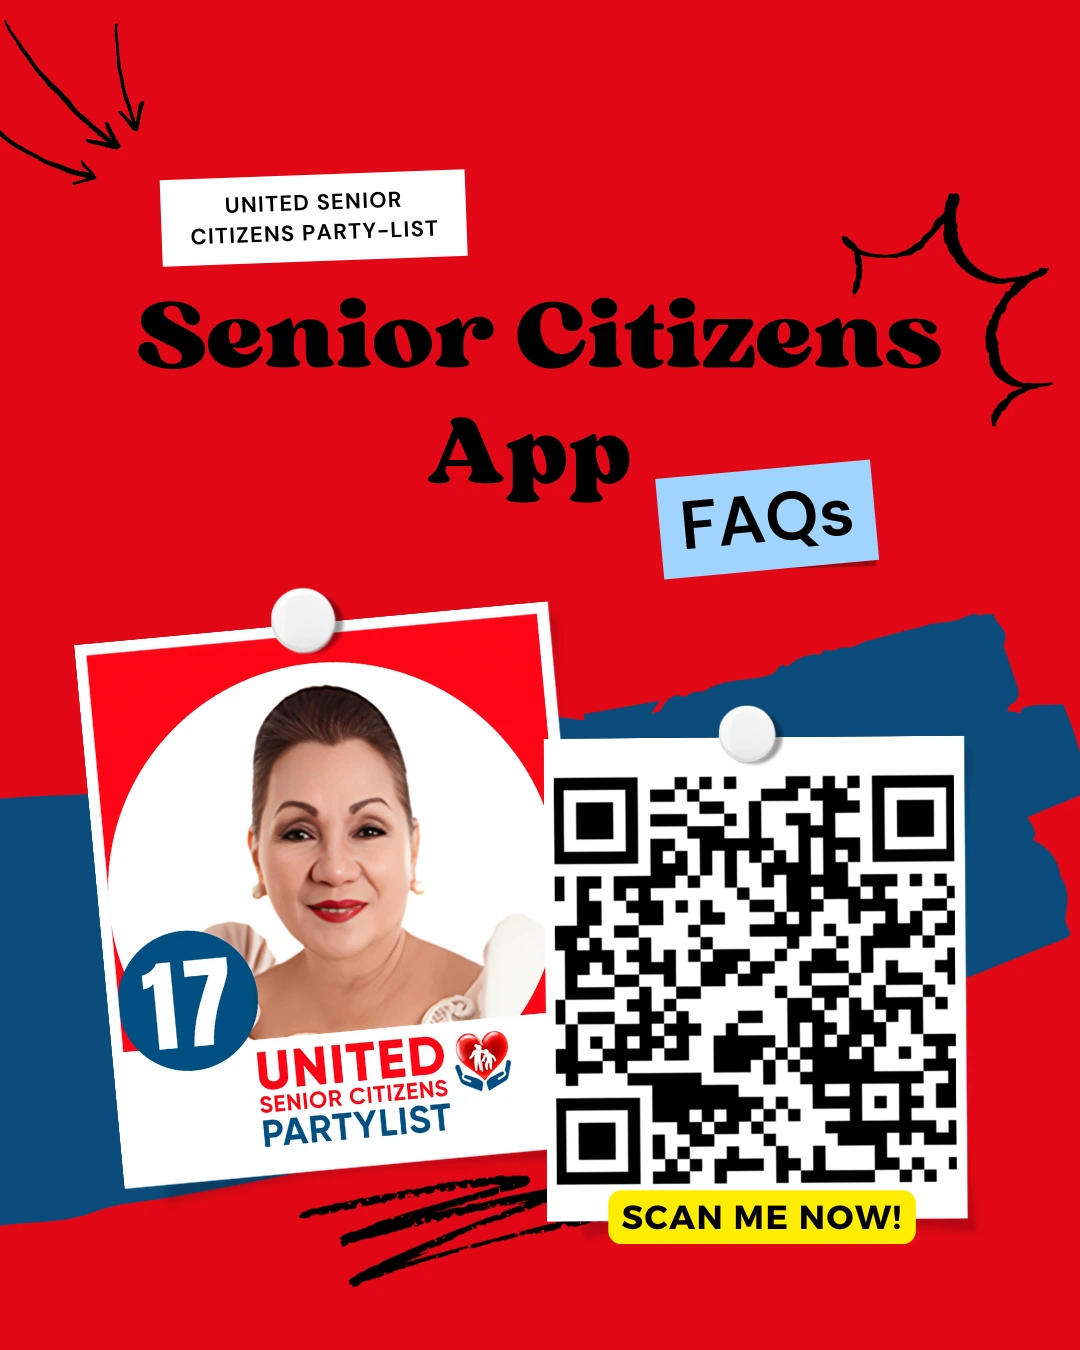 UNITED SENIOR
CITIZENS PARTY-LIST
Senior Citizens
App
FAQs
17
UNITED
SENIOR CITIZENS
PARTYLIST
SCAN ME NOW!